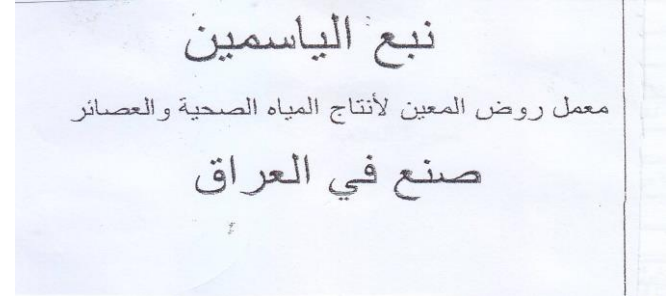 نبع الياسمين
معمل روض المعين لأنتاج المياه الصحية والعصائر
صنع في العراق